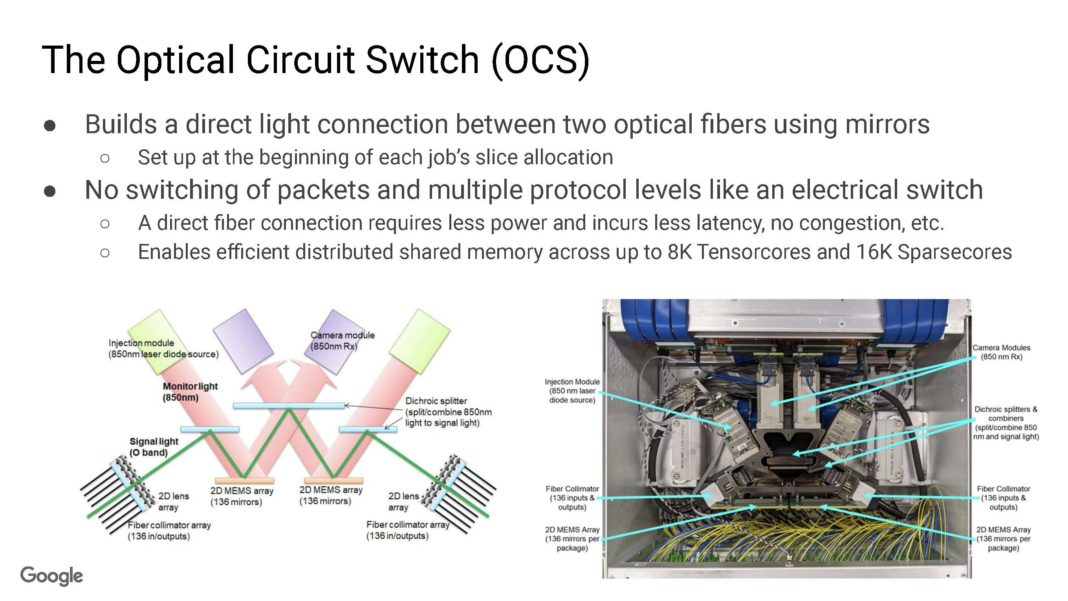 The Optical Circuit Switch (OCS)
● Builds a direct light connection between two optical fibers using mirrors
○ Set up at the beginning of each job's slice allocation
● No switching of packets and multiple protocol levels like an electrical switch
○ A direct fiber connection requires less power and incurs less latency, no congestion, etc.
○ Enables efficient distributed shared memory across up to 8K Tensorcores and 16K Sparsecores
Injection module
(850nm laser diode source)
Camera module
(850nm Rx)
Monitor light
(850nm)
Dichroic splitter
(split/combine 850nm
light to signal light)
Signal light
(O band)
2D lens
array
2D MEMS array
(136 mirrors)
2D MEMS array
(136 mirrors)
2D lens
array
Fiber collimator array
(136 in/outputs)
Fiber collimator array
(136 in/outputs)
Injection Module
(850 nm laser
diode source)
Fiber Collimator
(136 inputs &
outputs)
2D MEMS Array
(136 mirrors per
package)
Camera Modules
(850 nm Rx)
Dichroic splitters &
combiners
(split/combine 850
nm and signal light)
Fiber Collimator
(136 inputs &
outputs)
2D MEMS Array
(136 mirrors per
package)
Google